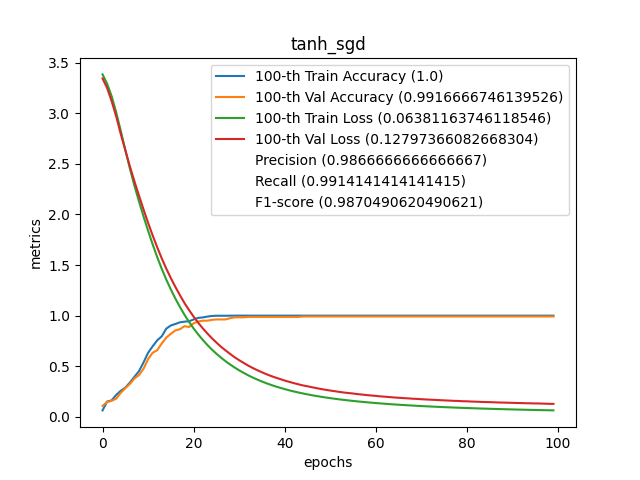 tanh_sgd
3.5
3.0
2.5
2.0
1.5
1.0
0.5
0.0
metrics
100-th Train Accuracy (1.0)
100-th Val Accuracy (0.9916666746139526)
100-th Train Loss (0.06381163746118546)
100-th Val Loss (0.12797366082668304)
Precision (0.9866666666666667)
Recall (0.9914141414141415)
F1-score (0.9870490620490621)
0 20 40 60 80 100
epochs